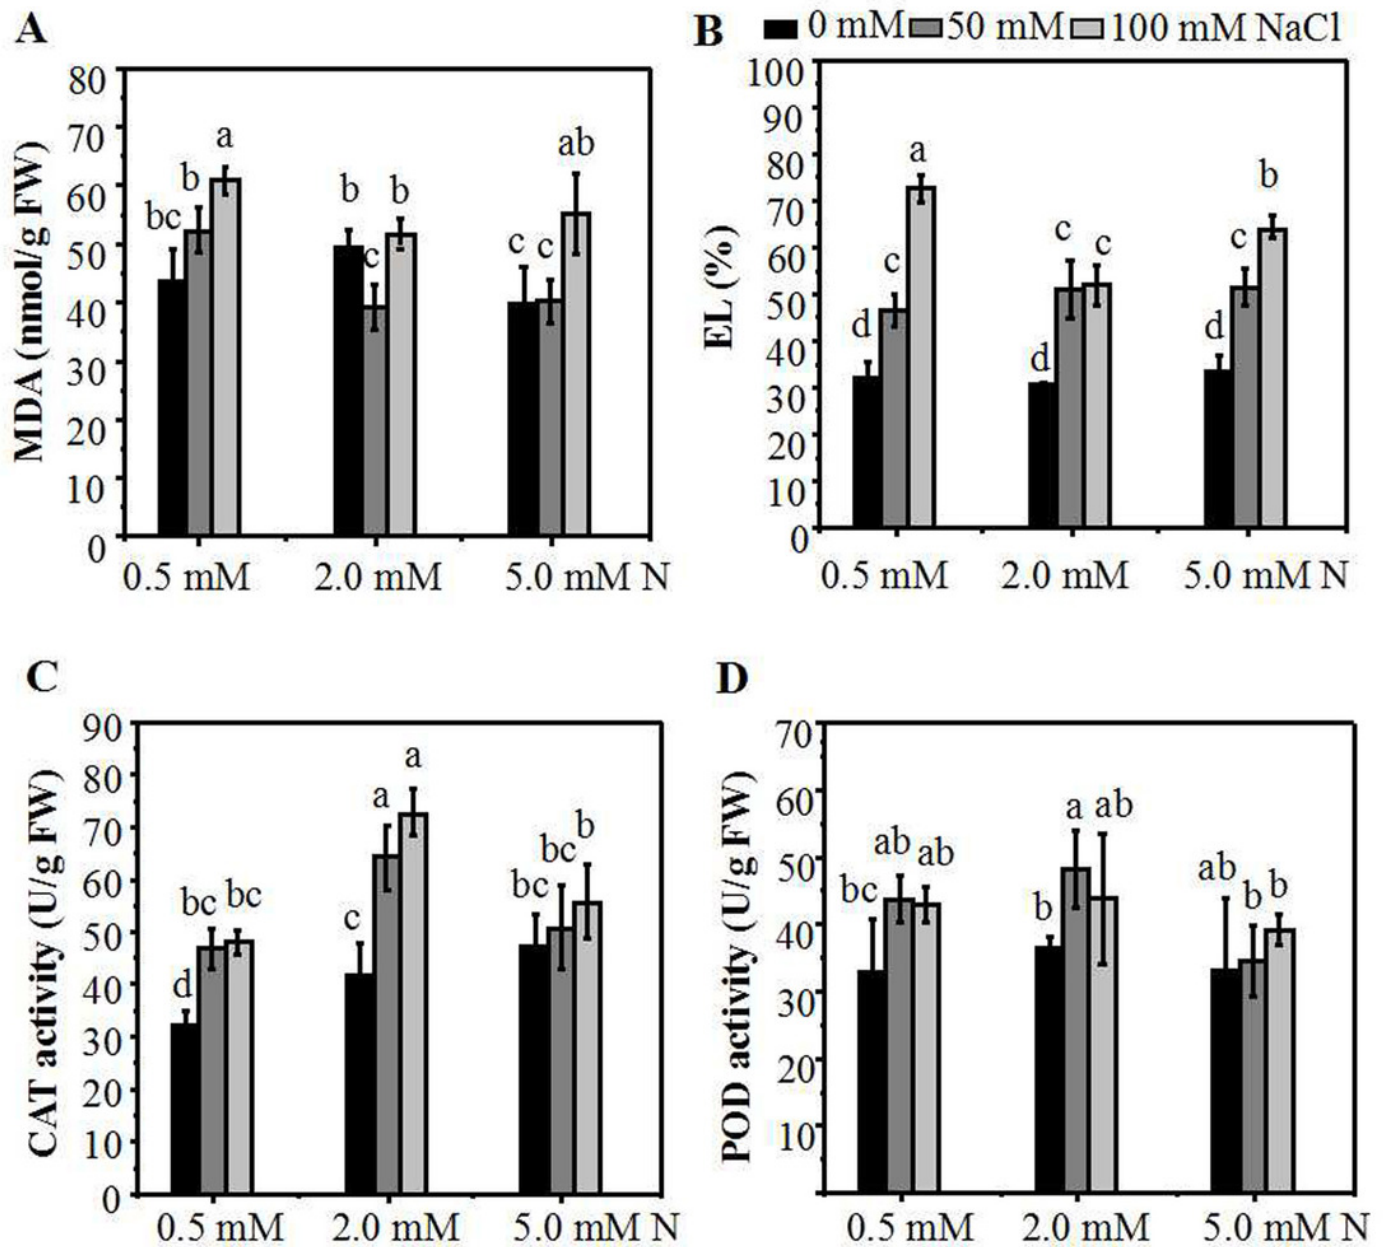 A
MDA (nmol/g FW)
80
70
60
50
40
30
20
10
0
bc
b
a
b
c
b
c
c
ab
0.5 mM
2.0 mM
5.0 mM N
B
0 mM
50 mM
100 mM NaCl
EL (%)
100
90
80
70
60
50
40
30
20
10
0
d
c
a
d
c
c
d
c
b
0.5 mM
2.0 mM
5.0 mM N
C
CAT activity (U/g FW)
90
80
70
60
50
40
30
20
10
0
d
bc
bc
c
a
a
bc
bc
b
0.5 mM
2.0 mM
5.0 mM N
D
POD activity (U/g FW)
70
60
50
40
30
20
10
bc
ab
ab
b
a
ab
ab
b
b
0.5 mM
2.0 mM
5.0 mM N